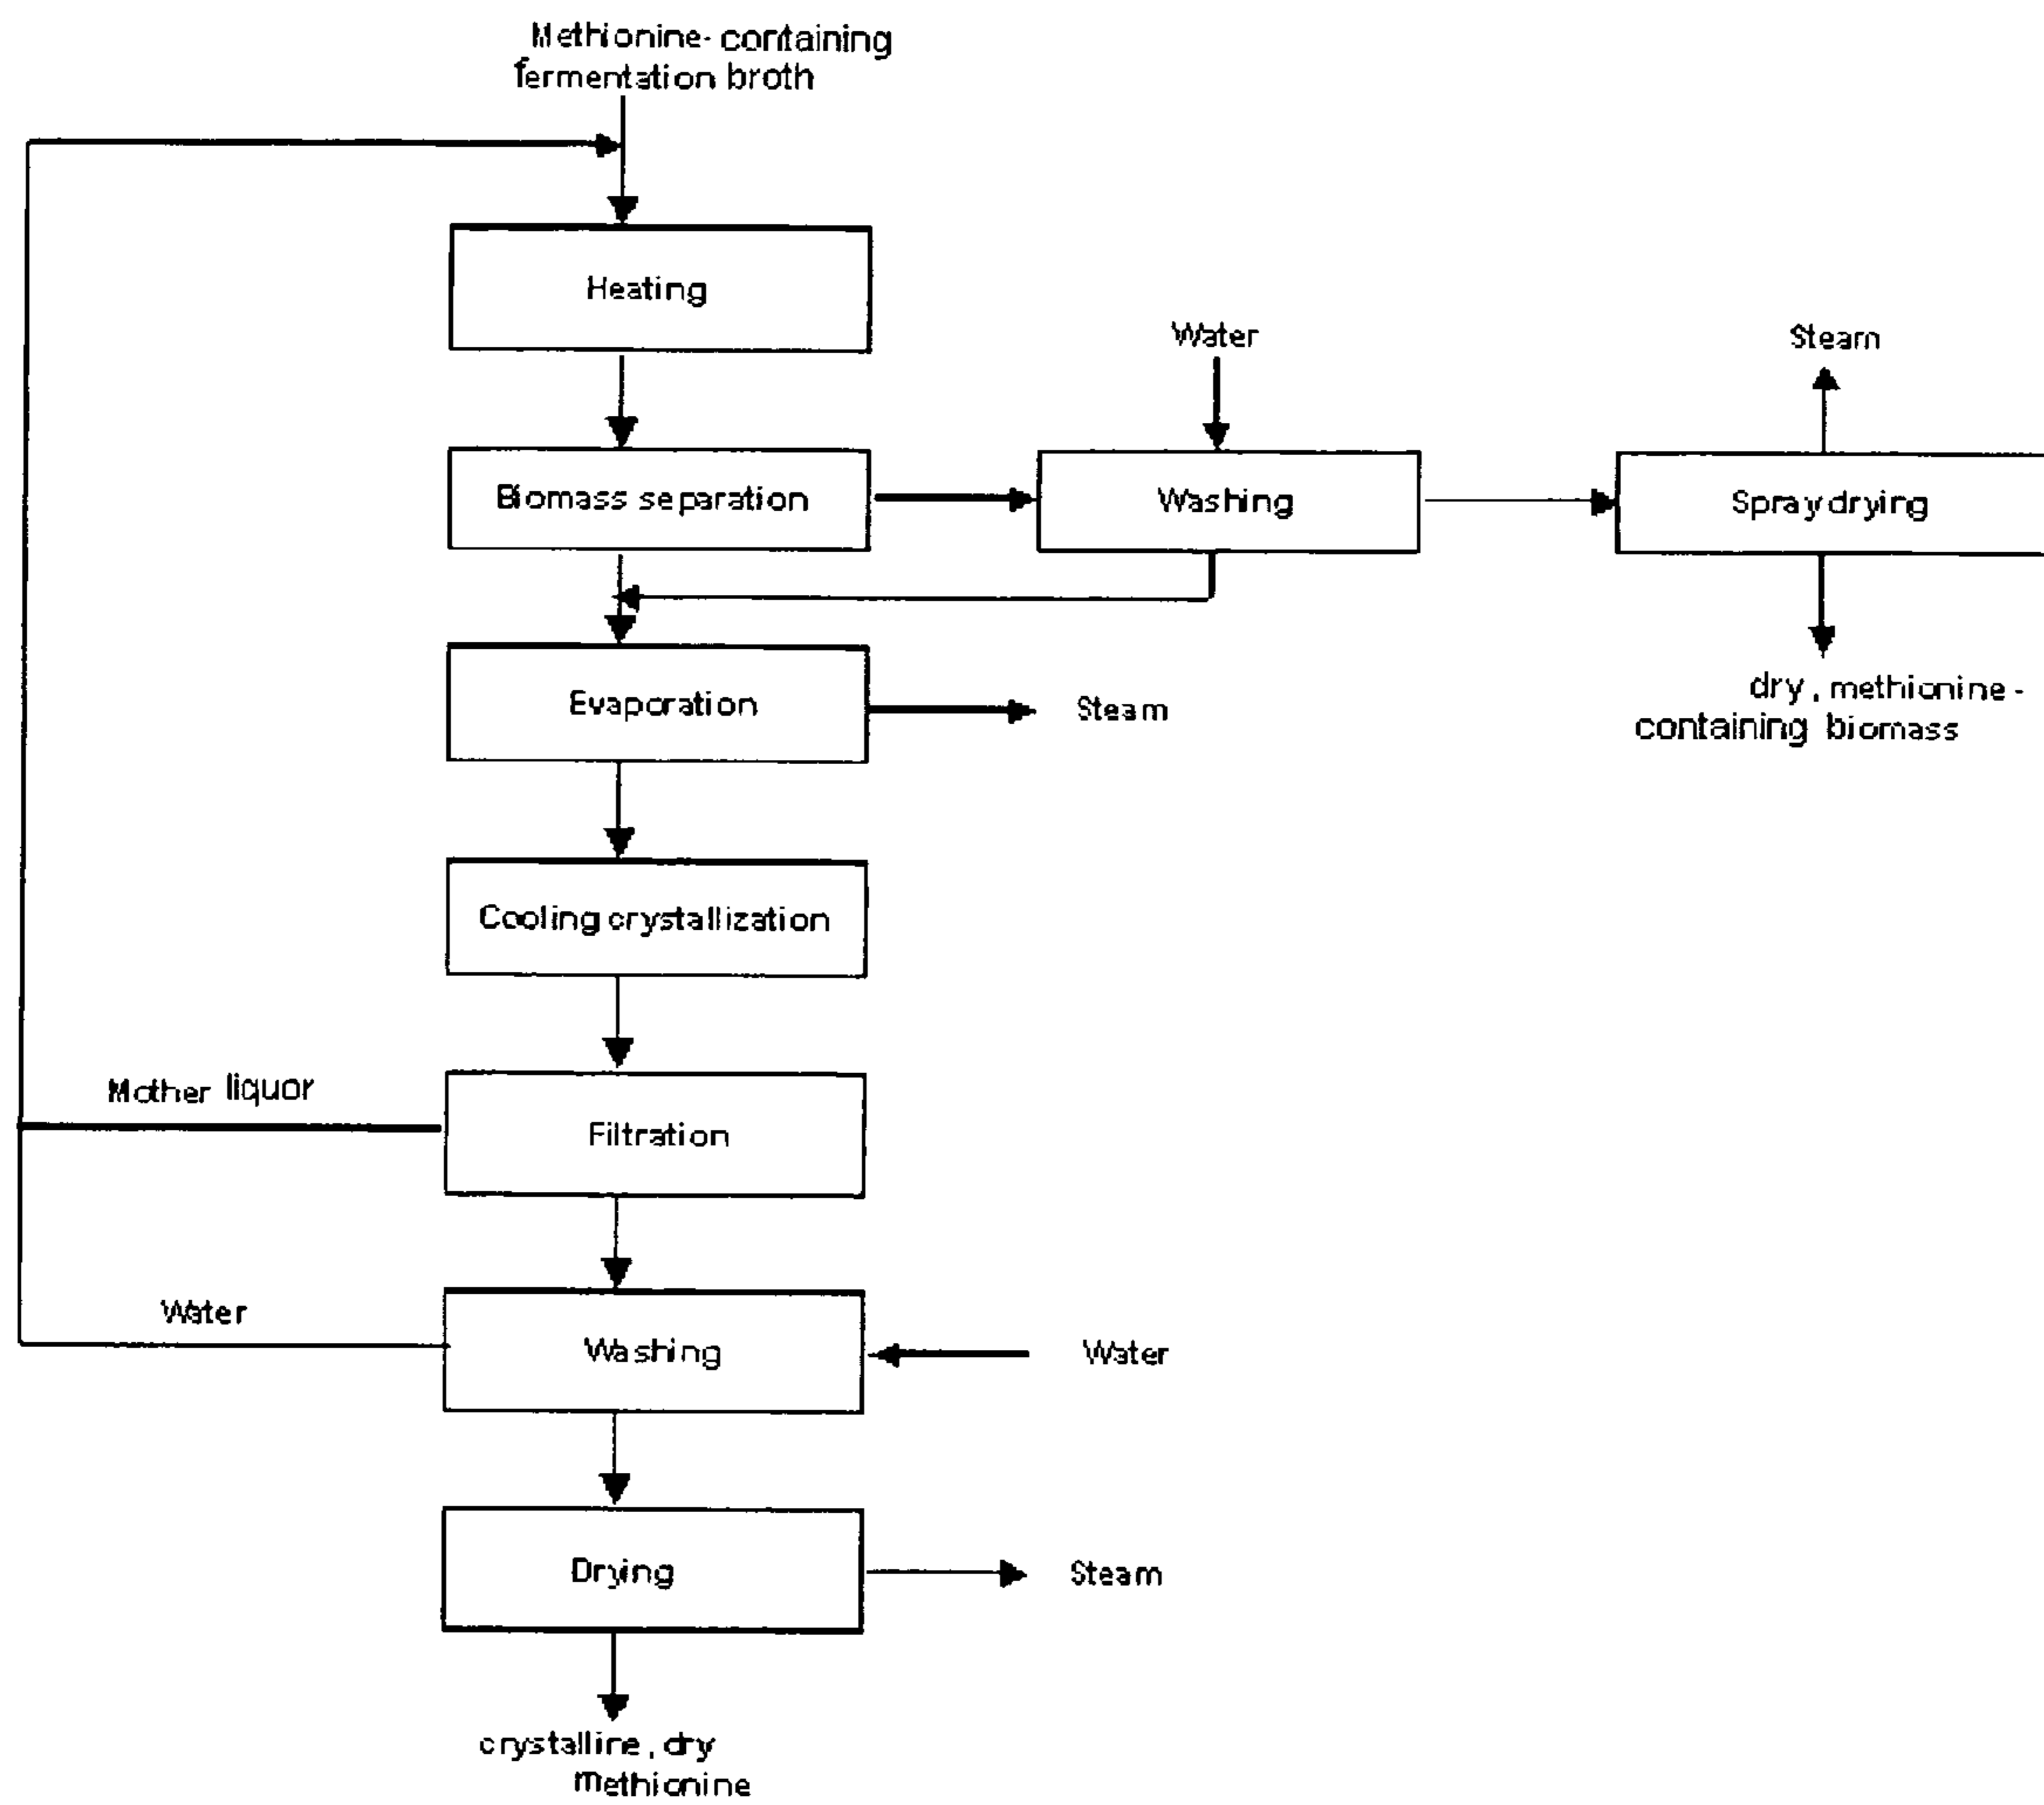 Methionine-containing
fermentation broth
Heating
Water
Steam
Biomass separation
Washing
Spray drying
Evaporation
Steam
dry, methionine-
containing biomass
Cooling crystallization
Mother liquor
Filtration
Water
Washing
Water
Drying
Steam
crystalline, dry
methionine